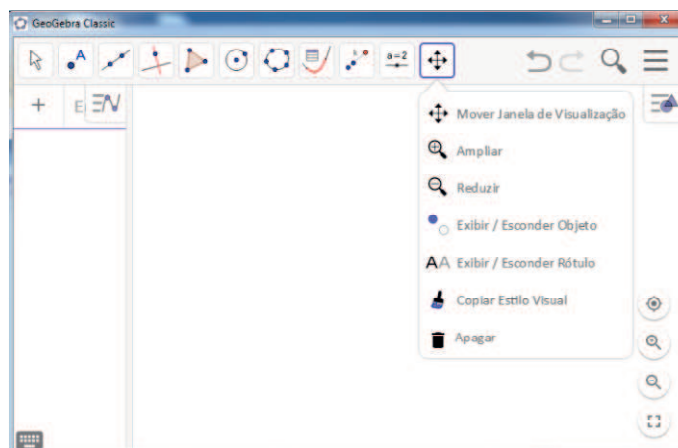 GeoGebra Classic
A
a=2
+
Mover Janela de Visualização
Ampliar
Reduzir
Exibir / Esconder Objeto
AA Exibir / Esconder Rótulo
Copiar Estilo Visual
Apagar